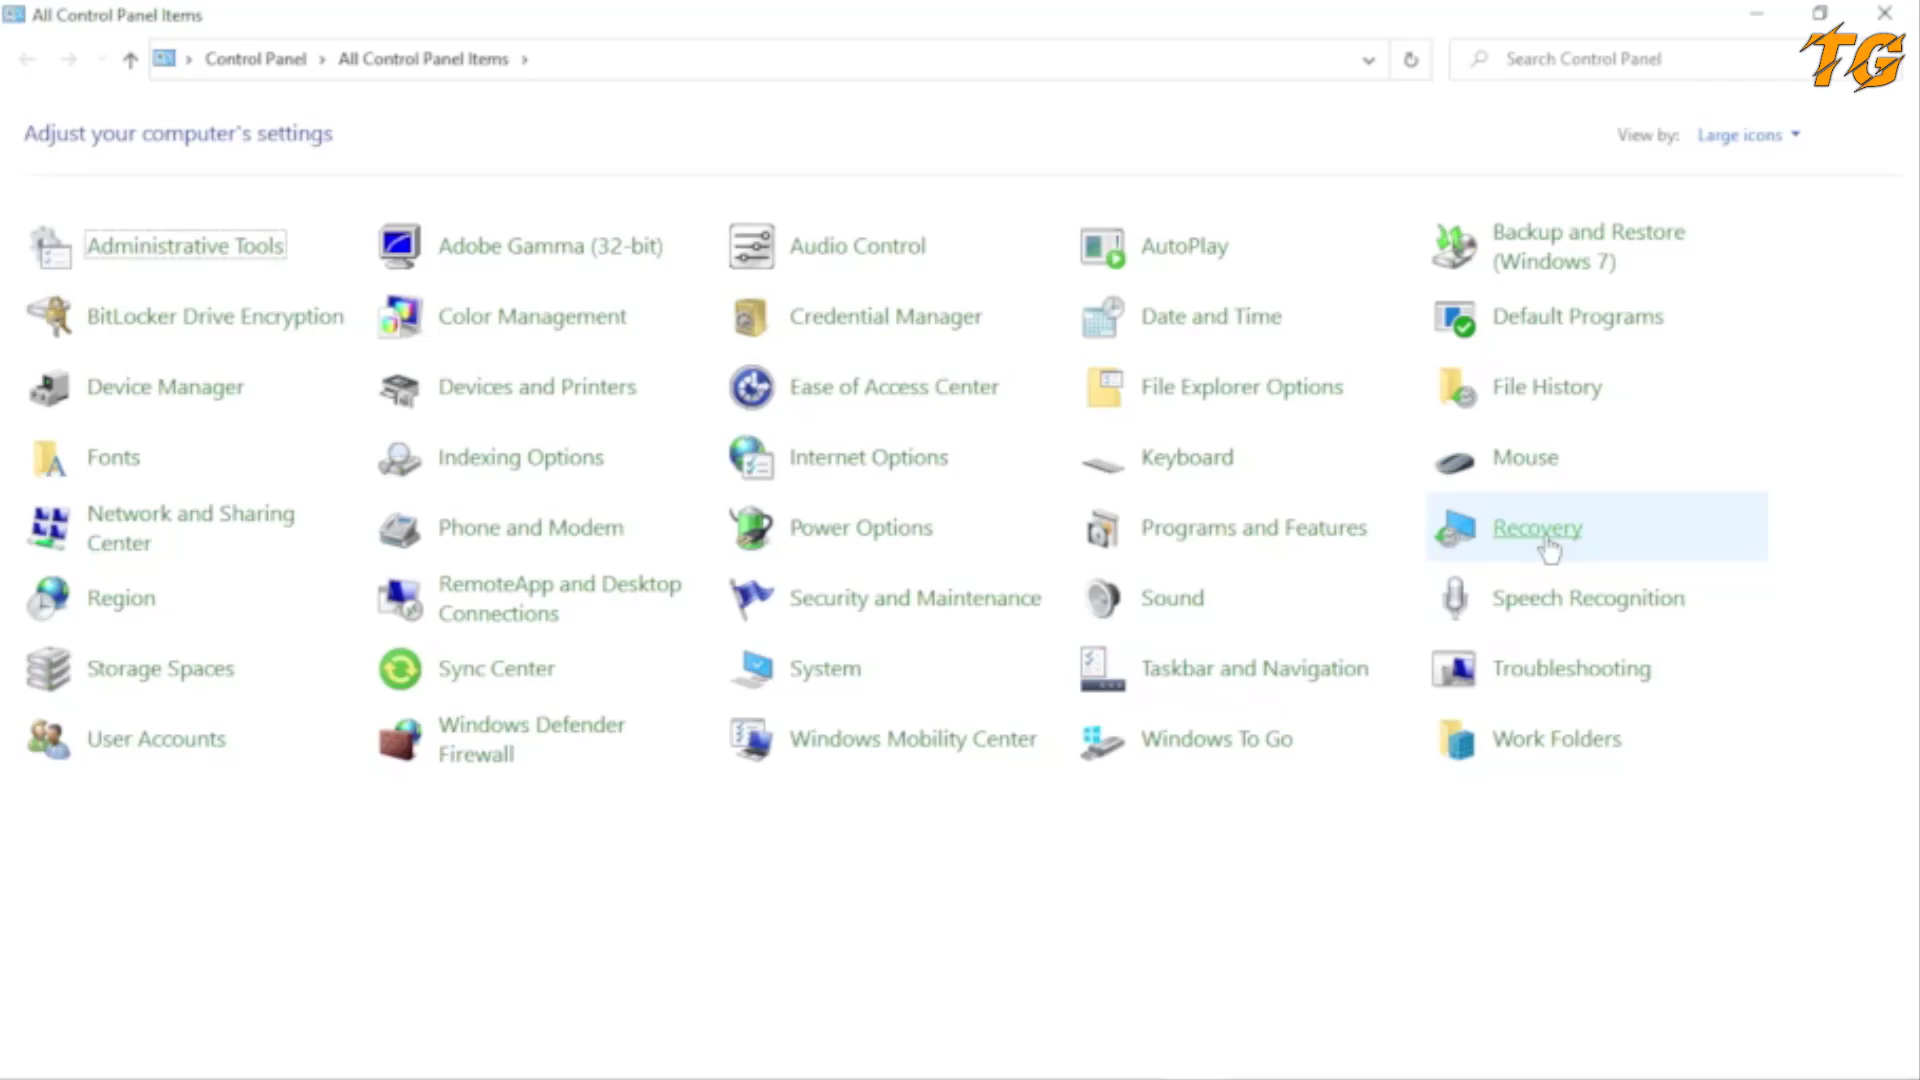 All Control Panel Items
Control Panel All Control Panel Items
Search Control Panel
TG
Adjust your computer's settings
View by: Large icons
Administrative Tools
Adobe Gamma (32-bit)
Audio Control
AutoPlay
Backup and Restore
(Windows 7)
BitLocker Drive Encryption
Color Management
Credential Manager
Date and Time
Default Programs
Device Manager
Devices and Printers
Ease of Access Center
File Explorer Options
File History
Fonts
Indexing Options
Internet Options
Keyboard
Mouse
Network and Sharing
Center
Phone and Modem
Power Options
Programs and Features
Recovery
Region
RemoteApp and Desktop
Connections
Security and Maintenance
Sound
Speech Recognition
Storage Spaces
Sync Center
System
Taskbar and Navigation
Troubleshooting
User Accounts
Windows Defender
Firewall
Windows Mobility Center
Windows To Go
Work Folders